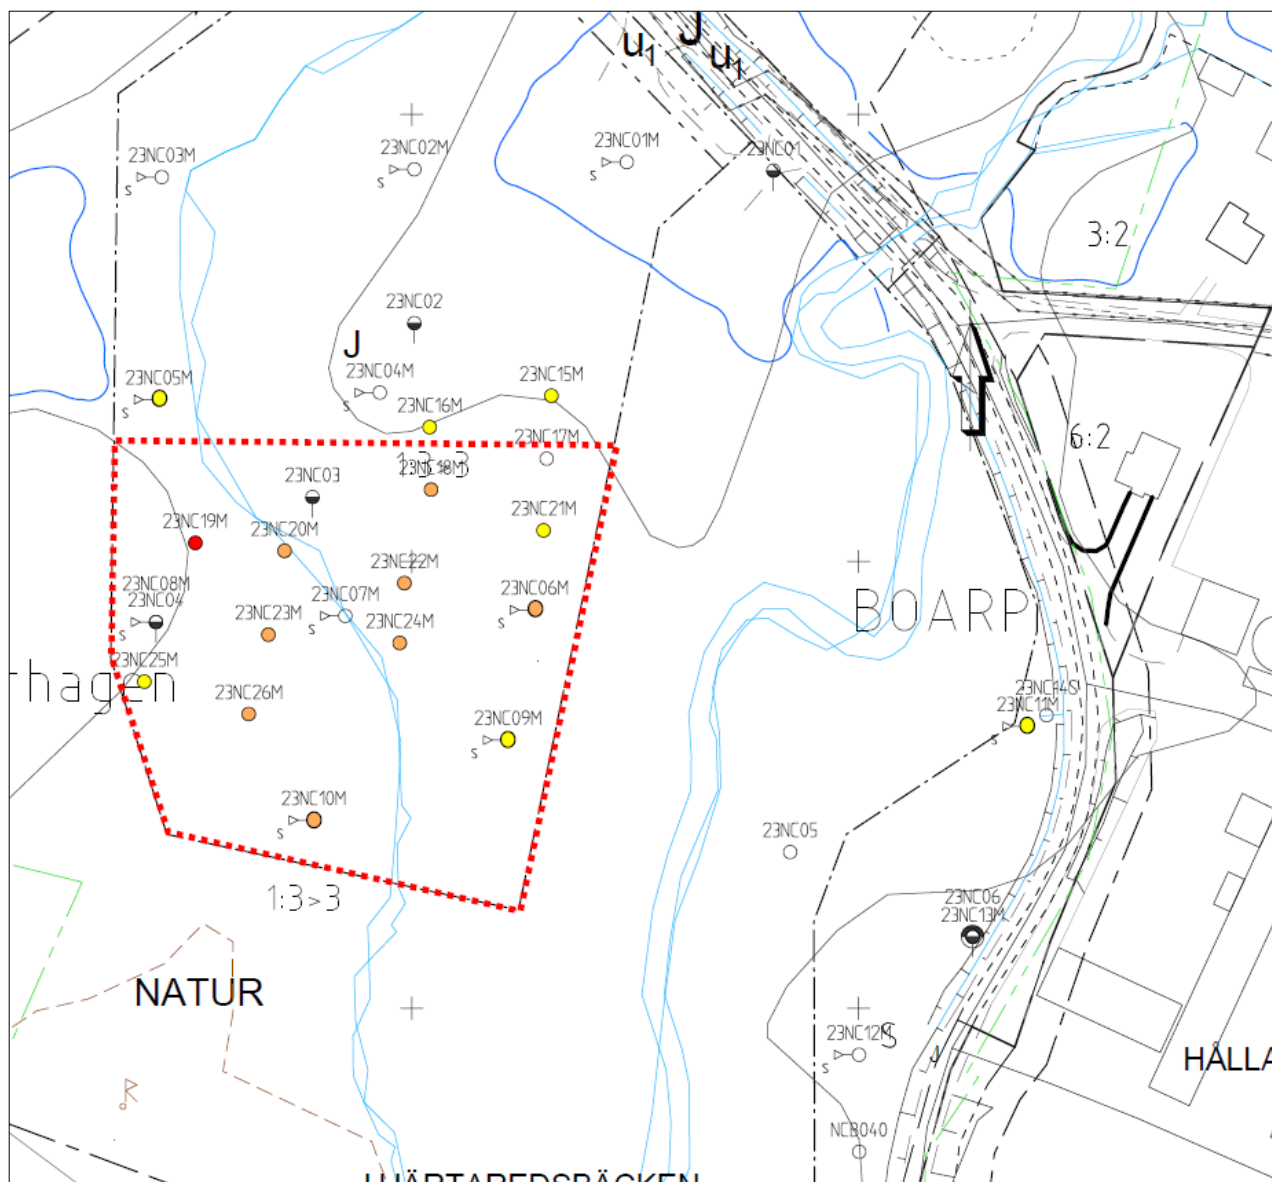 J
u1
u1
23NC03M
S
23NC02M
S
23NC01M
S
23NC01
3:2
23NC02
J
23NC05M
S
23NC04M
S
23NC15M
23NC16M
23NC17M
23NC18M
6:2
23NC03
23NC19M
23NC20M
23NC21M
23NC22M
23NC08M
23NC04
S
23NC07M
S
23NC06M
S
BOARP
23NC23M
23NC24M
23NC25M
rhagen
23NC26M
23NC09M
S
23NC11M
S
23NC10M
S
23NC05
1:3>3
23NC06
23NC13M
NATUR
23NC12M
S
S
J
HÅLLA
NCB040
HJÄRTAREDSBÄCKEN